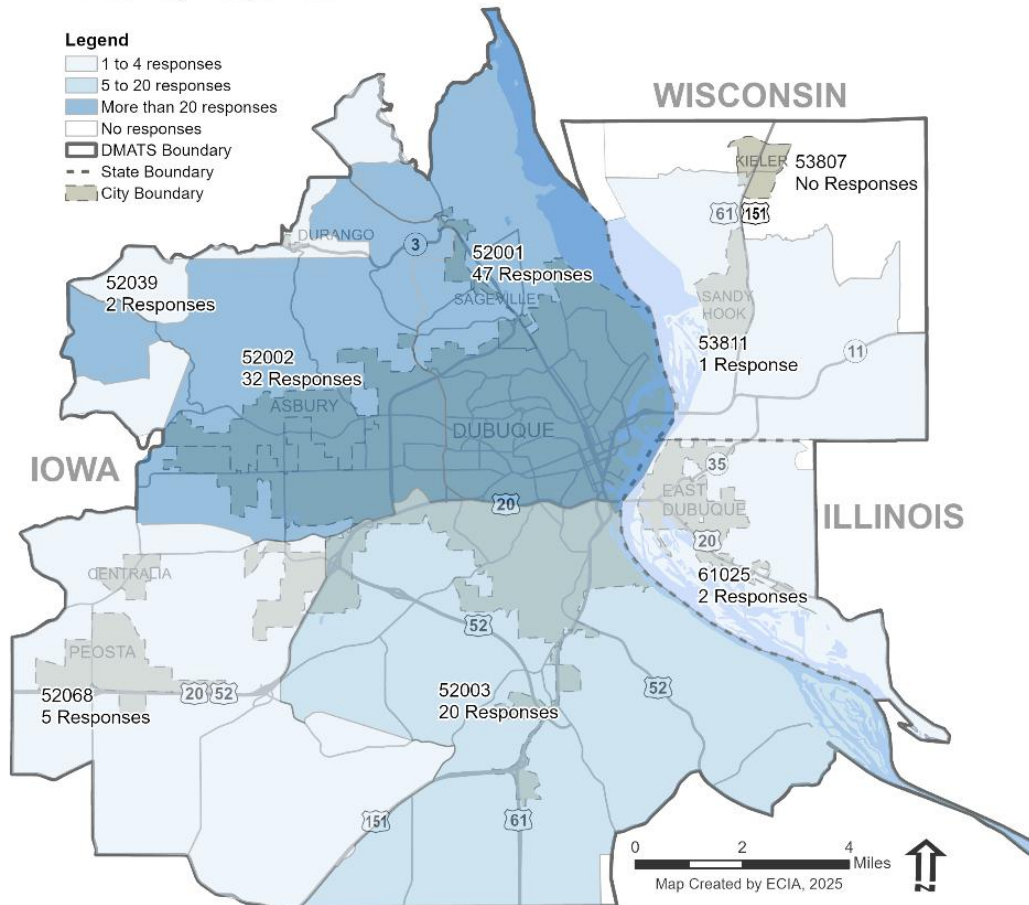 Legend
1 to 4 responses
5 to 20 responses
More than 20 responses
No responses
DMATS Boundary
State Boundary
City Boundary
WISCONSIN
KIELER
53807
No Responses
61
151
DURANGO
3
52001
47 Responses
SAGEVILLE
52039
2 Responses
SANDY
HOOK
53811
1 Response
11
52002
32 Responses
ASBURY
DUBUQUE
IOWA
35
EAST
DUBUQUE
20
20
ILLINOIS
61025
2 Responses
CENTRALIA
52
PEOSTA
52068
5 Responses
20
52
52003
20 Responses
52
151
61
0
2
4
Miles
Map Created by ECIA, 2025
N